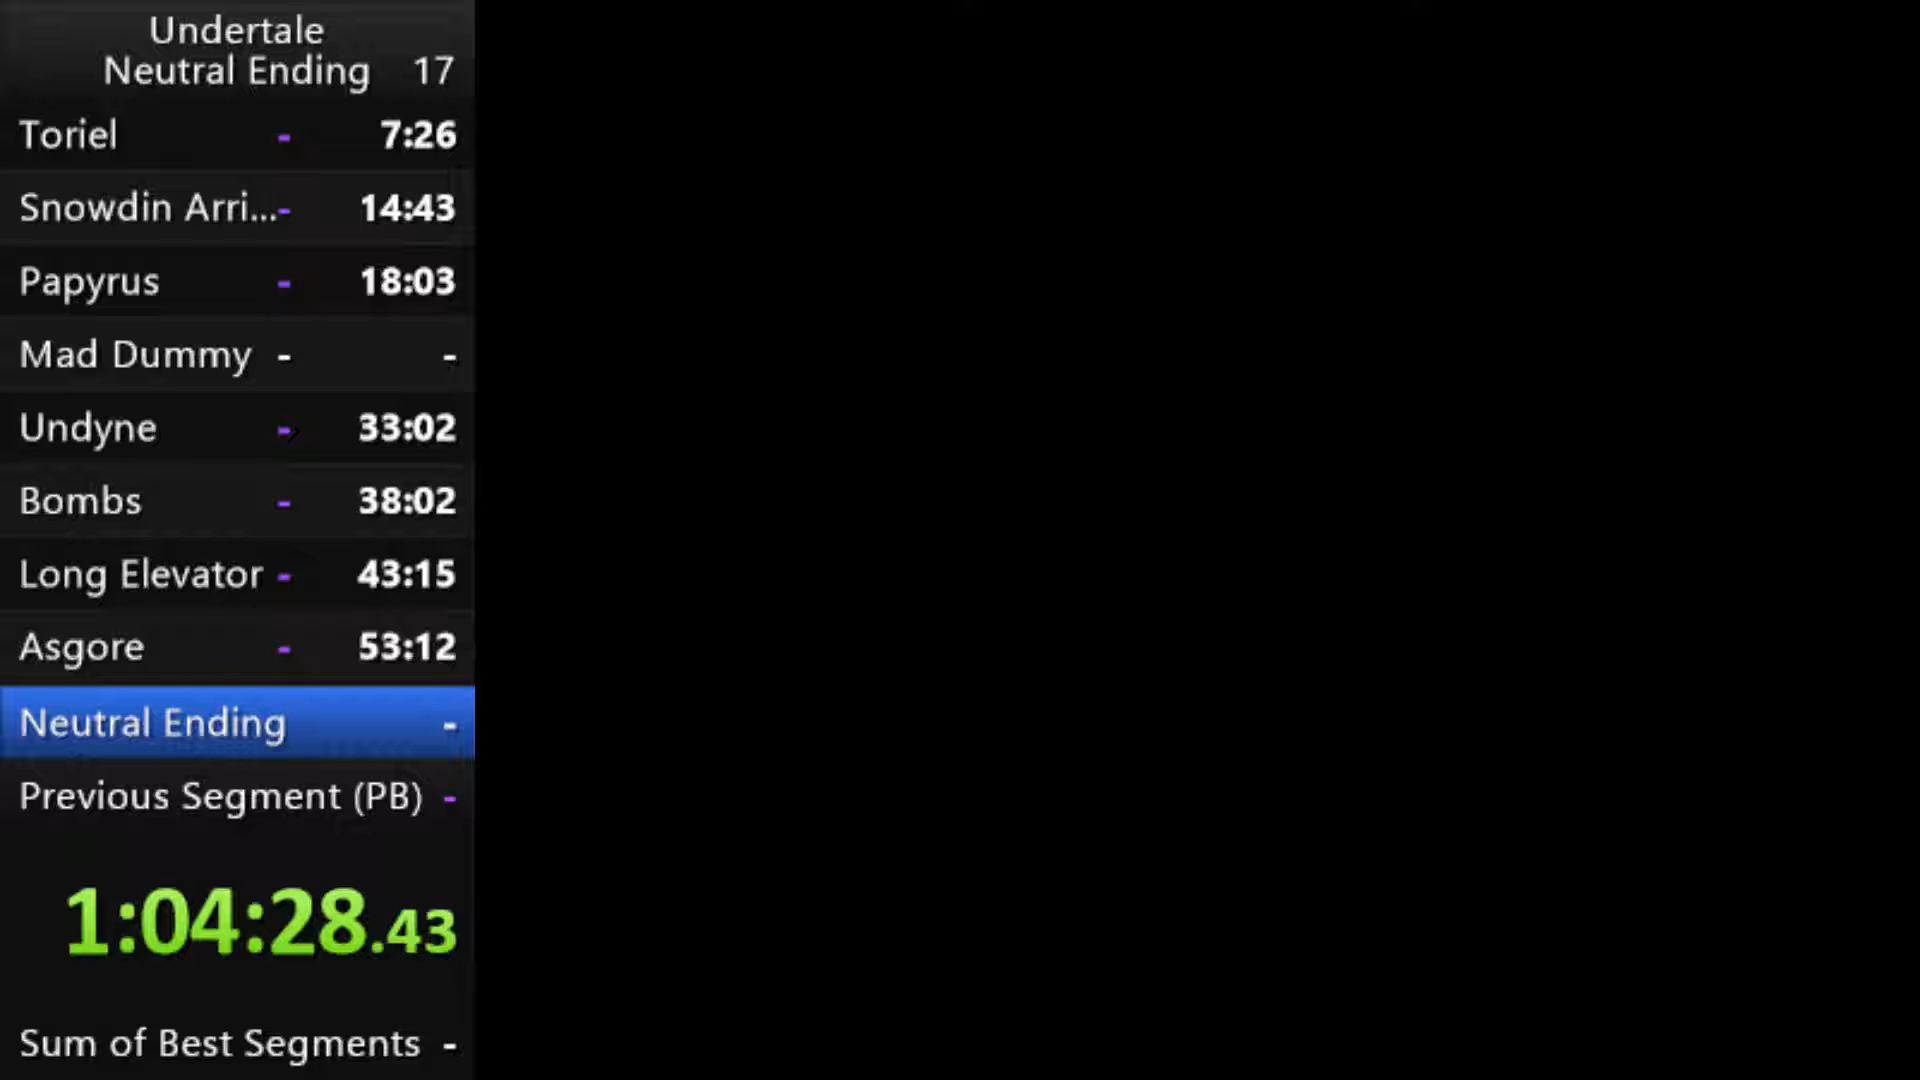 Undertale
Neutral Ending 17
Toriel - 7:26
Snowdin Arri...- 14:43
Papyrus - 18:03
Mad Dummy - -
Undyne - 33:02
Bombs - 38:02
Long Elevator - 43:15
Asgore - 53:12
Neutral Ending -
Previous Segment (PB) -
1:04:28.43
Sum of Best Segments -